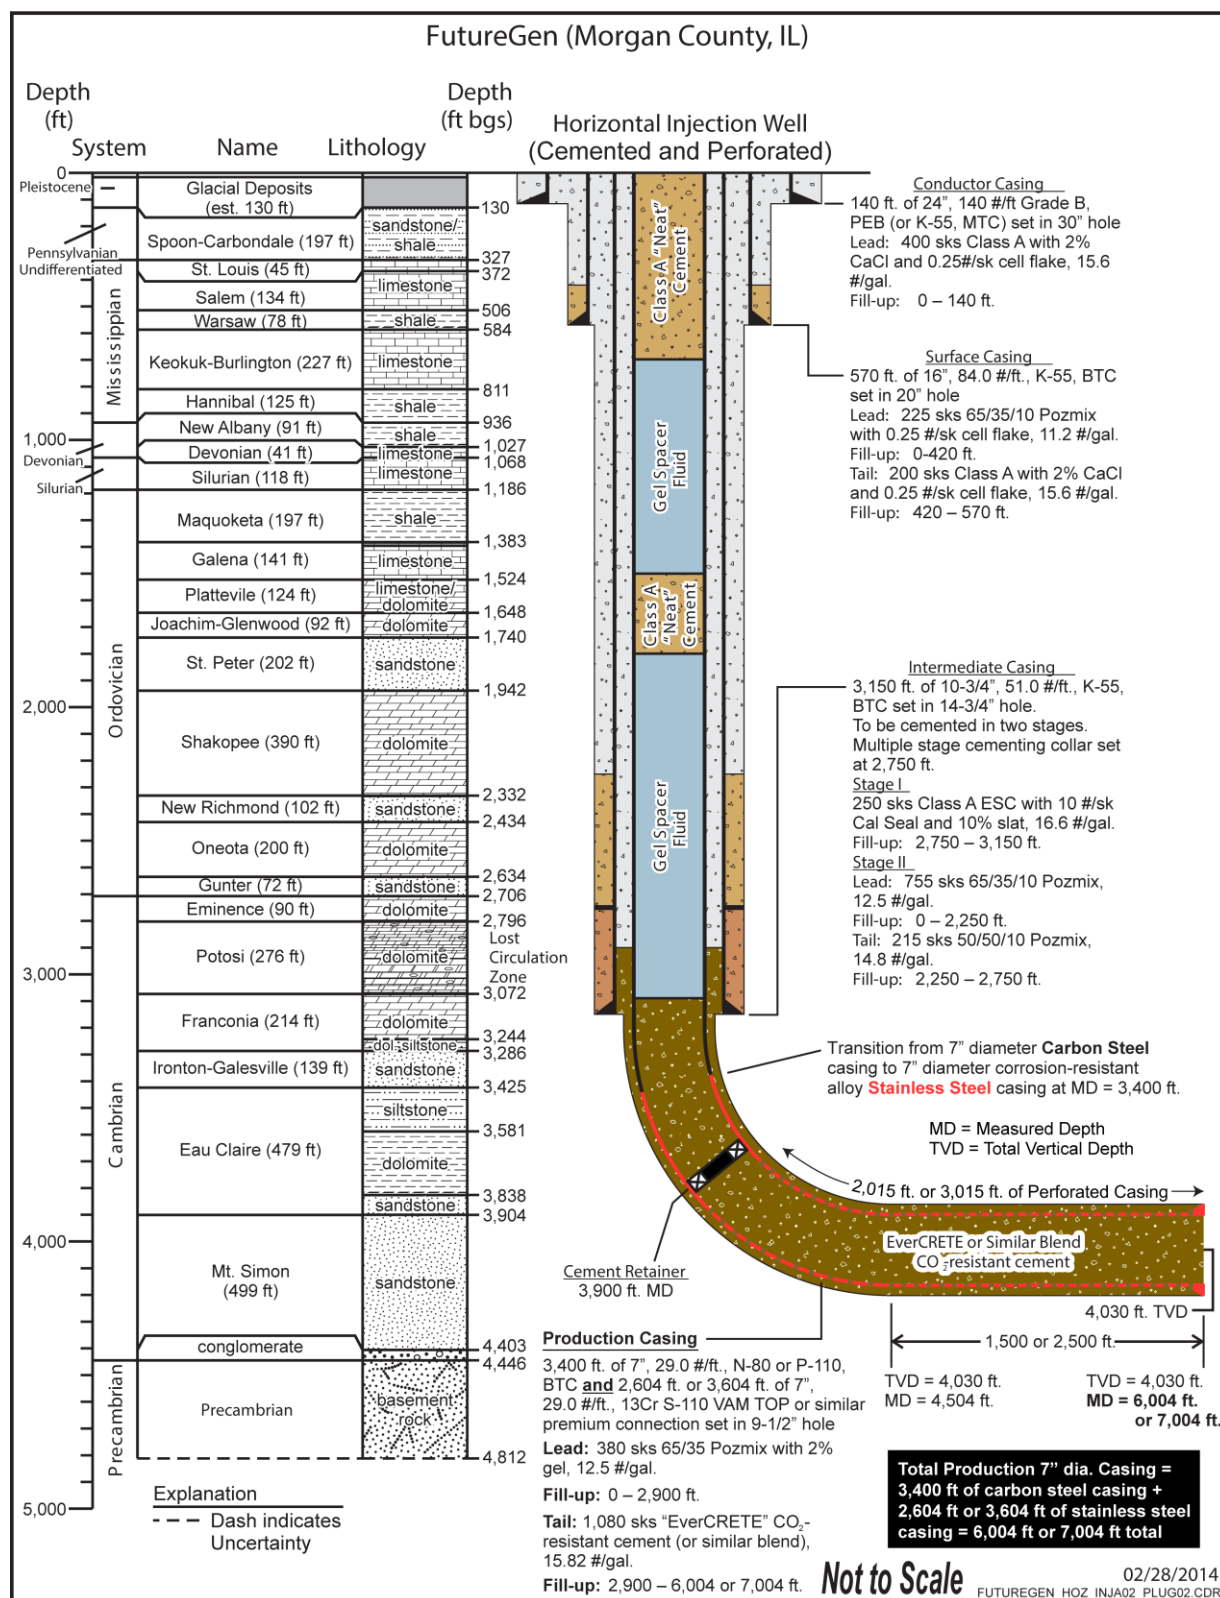 FutureGen (Morgan County, IL)
Depth
(ft)
System
Name
Lithology
Depth
(ft bgs)
Horizontal Injection Well
(Cemented and Perforated)
0
Pleistocene
Glacial Deposits
(est. 130 ft)
130
Pennsylvanian
Undifferentiated
Spoon-Carbondale (197 ft)
sandstone/
shale
327
Mississippian
St. Louis (45 ft)
372
Salem (134 ft)
limestone
506
Warsaw (78 ft)
shale
584
Keokuk-Burlington (227 ft)
limestone
811
Hannibal (125 ft)
shale
936
New Albany (91 ft)
shale
1,000
1,027
Devonian
Devonian (41 ft)
limestone
1,068
Silurian
Silurian (118 ft)
limestone
1,186
Ordovician
Maquoketa (197 ft)
shale
1,383
Galena (141 ft)
limestone
1,524
Platteville (124 ft)
limestone/
dolomite
1,648
Joachim-Glenwood (92 ft)
dolomite
1,740
St. Peter (202 ft)
sandstone
1,942
2,000
Shakopee (390 ft)
dolomite
2,332
New Richmond (102 ft)
sandstone
2,434
Oneota (200 ft)
dolomite
2,634
Gunter (72 ft)
sandstone
2,706
Cambrian
Eminence (90 ft)
dolomite
2,796
Potosi (276 ft)
dolomite
Lost
Circulation
Zone
3,000
3,072
Franconia (214 ft)
dolomite
3,244
dol-siltstone
3,286
Ironton-Galesville (139 ft)
sandstone
3,425
siltstone
3,581
Eau Claire (479 ft)
dolomite
3,838
sandstone
3,904
4,000
Mt. Simon
(499 ft)
sandstone
conglomerate
4,403
4,446
Precambrian
Precambrian
basement
rock
4,812
5,000
Explanation
Dash indicates
Uncertainty
Class A "Neat"
Cement
Gel Spacer
Fluid
Class A
"Neat"
Cement
Gel Spacer
Fluid
Conductor Casing
140 ft. of 24", 140 #/ft Grade B,
PEB (or K-55, MTC) set in 30" hole
Lead: 400 sks Class A with 2%
CaCl and 0.25#/sk cell flake, 15.6
#/gal.
Fill-up: 0 – 140 ft.
Surface Casing
570 ft. of 16", 84.0 #/ft., K-55, BTC
set in 20" hole
Lead: 225 sks 65/35/10 Pozmix
with 0.25 #/sk cell flake, 11.2 #/gal.
Fill-up: 0-420 ft.
Tail: 200 sks Class A with 2% CaCl
and 0.25 #/sk cell flake, 15.6 #/gal.
Fill-up: 420 – 570 ft.
Intermediate Casing
3,150 ft. of 10-3/4", 51.0 #/ft., K-55,
BTC set in 14-3/4" hole.
To be cemented in two stages.
Multiple stage cementing collar set
at 2,750 ft.
Stage I
250 sks Class A ESC with 10 #/sk
Cal Seal and 10% slat, 16.6 #/gal.
Fill-up: 2,750 – 3,150 ft.
Stage II
Lead: 755 sks 65/35/10 Pozmix,
12.5 #/gal.
Fill-up: 0 – 2,250 ft.
Tail: 215 sks 50/50/10 Pozmix,
14.8 #/gal.
Fill-up: 2,250 – 2,750 ft.
Transition from 7" diameter Carbon Steel
casing to 7" diameter corrosion-resistant
alloy Stainless Steel casing at MD = 3,400 ft.
MD = Measured Depth
TVD = Total Vertical Depth
2,015 ft. or 3,015 ft. of Perforated Casing
EverCRETE or Similar Blend
CO2-resistant cement
Cement Retainer
3,900 ft. MD
4,030 ft. TVD
1,500 or 2,500 ft.
TVD = 4,030 ft.
MD = 4,504 ft.
TVD = 4,030 ft.
MD = 6,004 ft.
or 7,004 ft.
Production Casing
3,400 ft. of 7", 29.0 #/ft., N-80 or P-110,
BTC and 2,604 ft. or 3,604 ft. of 7",
29.0 #/ft., 13Cr S-110 VAM TOP or similar
premium connection set in 9-1/2" hole
Lead: 380 sks 65/35 Pozmix with 2%
gel, 12.5 #/gal.
Fill-up: 0 – 2,900 ft.
Tail: 1,080 sks "EverCRETE" CO2-
resistant cement (or similar blend),
15.82 #/gal.
Fill-up: 2,900 – 6,004 or 7,004 ft.
Total Production 7" dia. Casing =
3,400 ft of carbon steel casing +
2,604 ft or 3,604 ft of stainless steel
casing = 6,004 ft or 7,004 ft total
Not to Scale
02/28/2014
FUTUREGEN_HOZ_INJA02_PLUG02.CDR